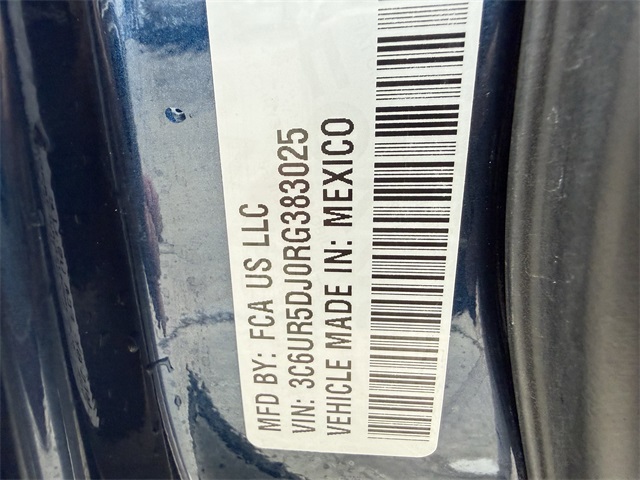 MFD BY: FCA US LLC
VIN: 3C6UR5DJ0RG383025
VEHICLE MADE IN: MEXICO